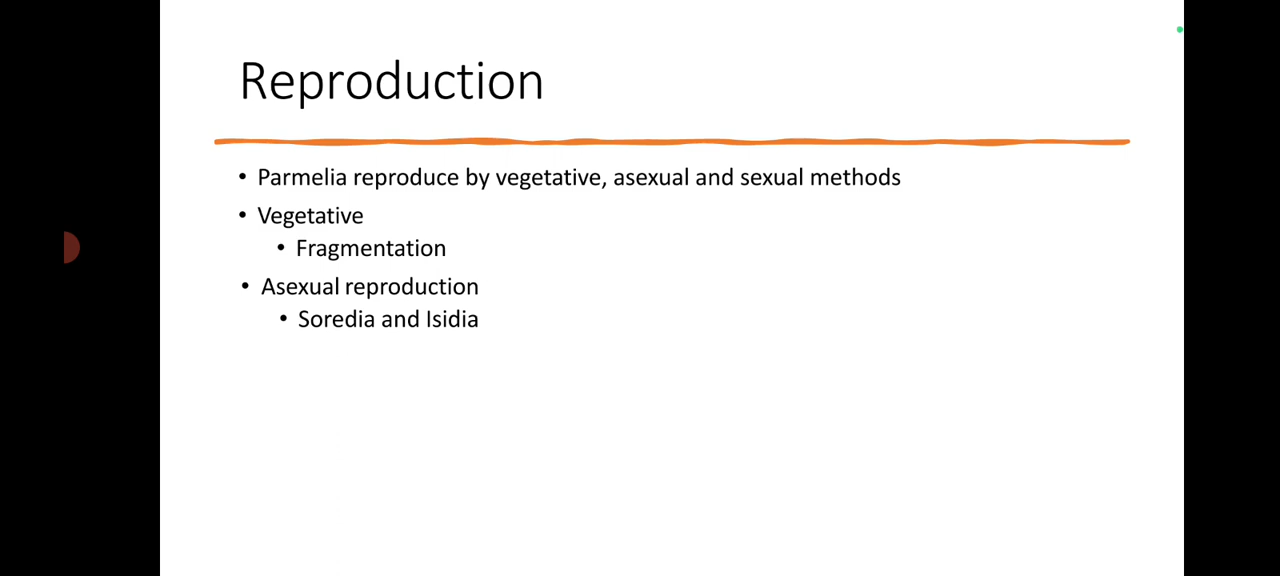 Reproduction
• Parmelia reproduce by vegetative, asexual and sexual methods
• Vegetative
• Fragmentation
• Asexual reproduction
• Soredia and Isidia